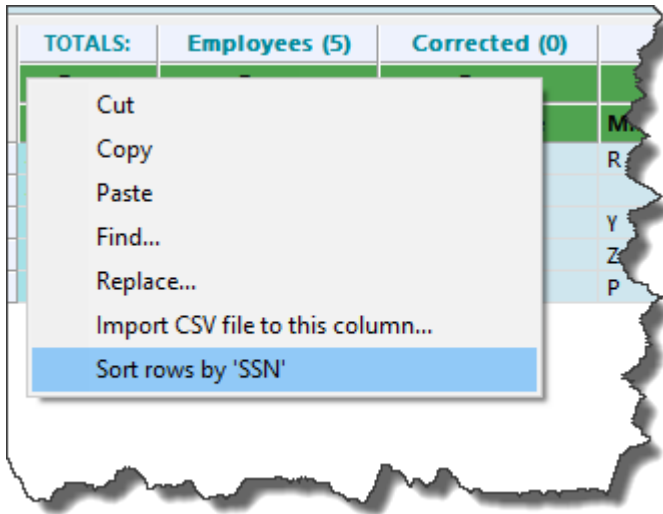 TOTALS: Employees (5) Corrected (0)
Cut
Copy
Paste
Find...
Replace...
Import CSV file to this column...
Sort rows by 'SSN'
R
Y
Z
P